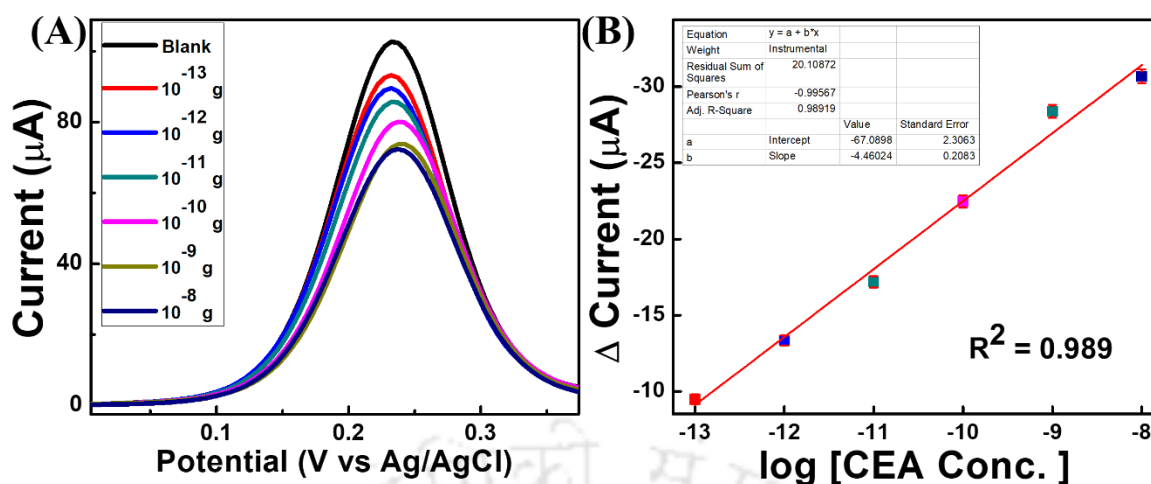 (A)
Blank
10⁻¹³ g
10⁻¹² g
10⁻¹¹ g
10⁻¹⁰ g
10⁻⁹ g
10⁻⁸ g
Current (μA)
80
40
0
0.1 0.2 0.3
Potential (V vs Ag/AgCl)
(B)
Equation y = a + b*x
Weight Instrumental
Residual Sum of
Squares
20.10872
Pearson's r -0.99567
Adj. R-Square 0.98919
Value Standard Error
a Intercept -67.0898 2.3063
b Slope -4.46024 0.2083
Δ Current (μA)
-30
-25
-20
-15
-10
R² = 0.989
-13 -12 -11 -10 -9 -8
log [CEA Conc. ]